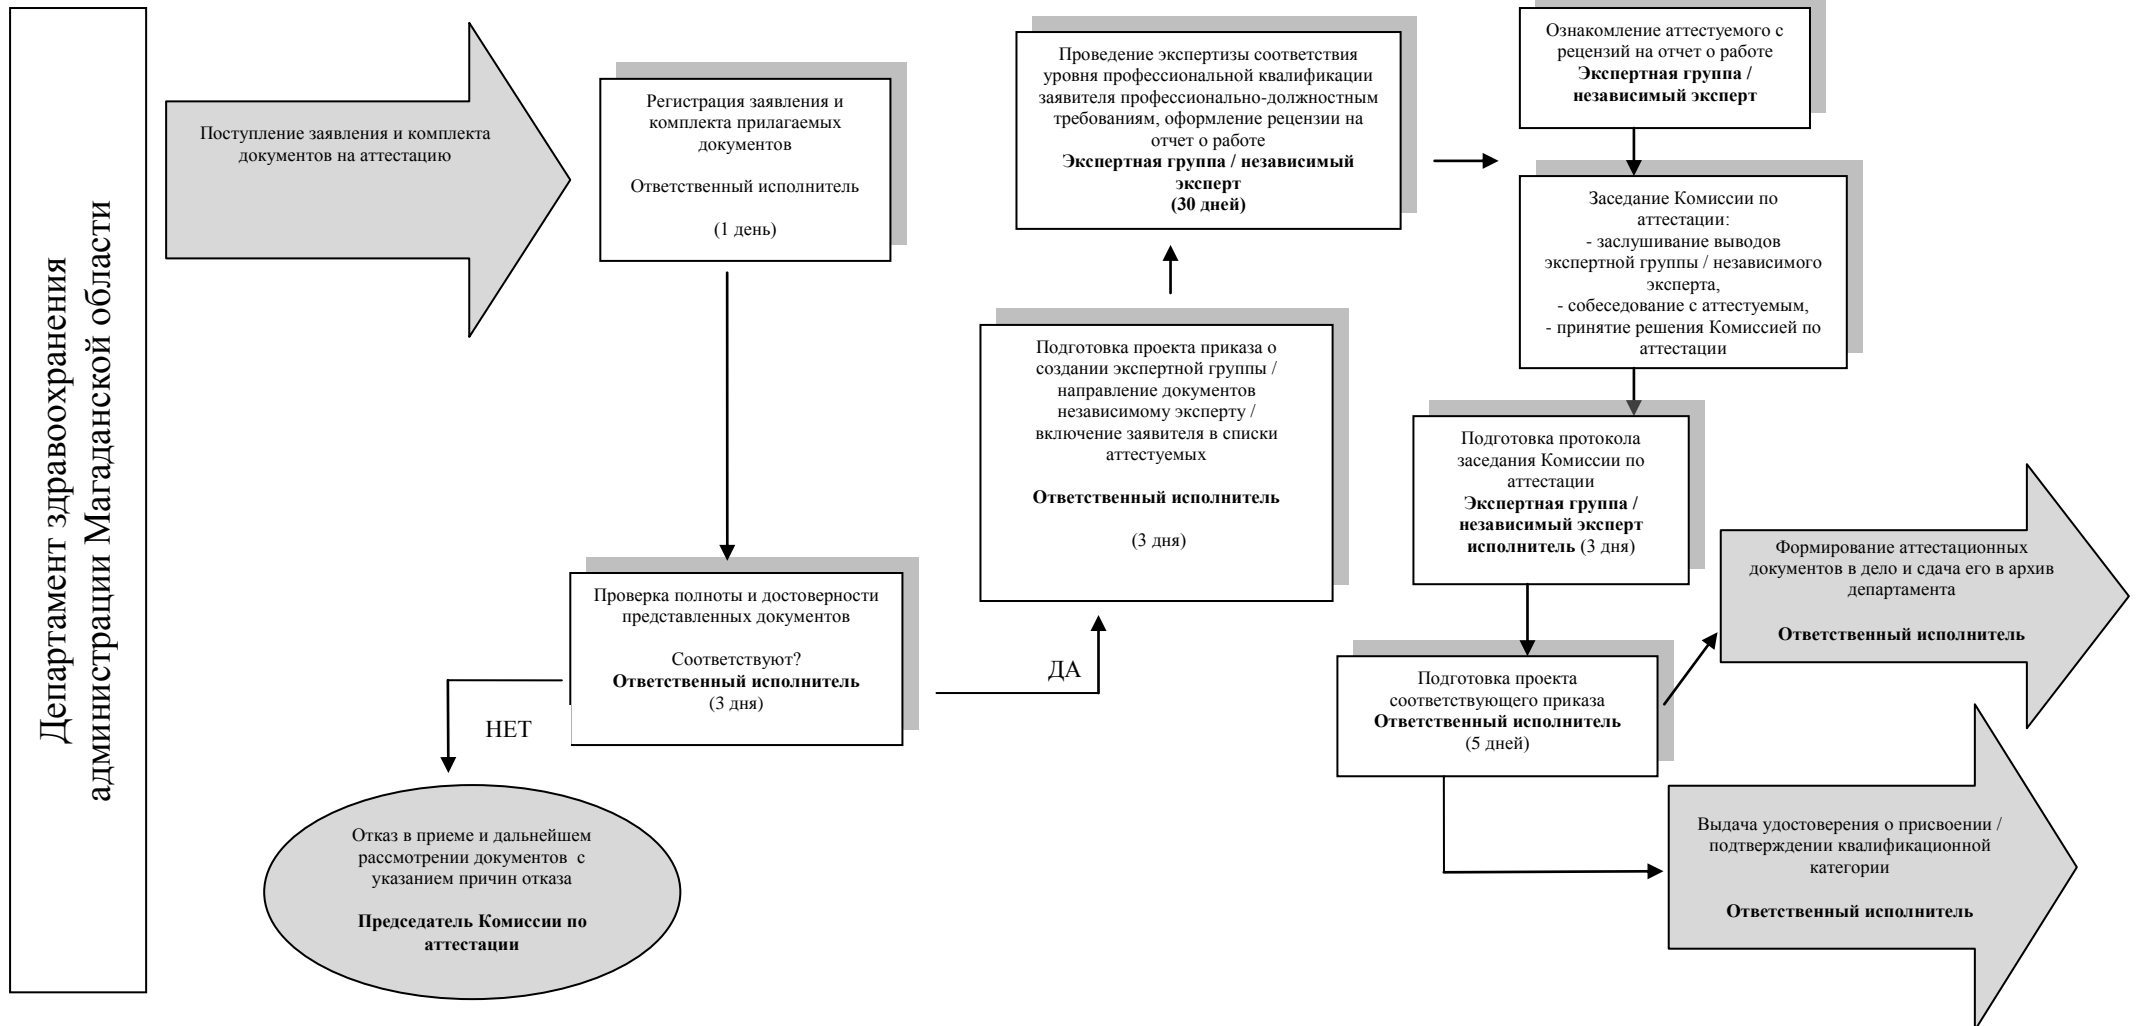 Департамент здравоохранения
администрации Магаданской области
Поступление заявления и комплекта
документов на аттестацию
Регистрация заявления и
комплекта прилагаемых
документов
Ответственный исполнитель
(1 день)
Проверка полноты и достоверности
представленных документов
Соответствуют?
Ответственный исполнитель
(3 дня)
НЕТ
ДА
Отказ в приеме и дальнейшем
рассмотрении документов с
указанием причин отказа
Председатель Комиссии по
аттестации
Подготовка проекта приказа о
создании экспертной группы /
направление документов
независимому эксперту /
включение заявителя в списки
аттестуемых
Ответственный исполнитель
(3 дня)
Проведение экспертизы соответствия
уровня профессиональной квалификации
заявителя профессионально-должностным
требованиям, оформление рецензии на
отчет о работе
Экспертная группа / независимый
эксперт
(30 дней)
Ознакомление аттестуемого с
рецензий на отчет о работе
Экспертная группа /
независимый эксперт
Заседание Комиссии по
аттестации:
- заслушивание выводов
экспертной группы / независимого
эксперта,
- собеседование с аттестуемым,
- принятие решения Комиссией по
аттестации
Подготовка протокола
заседания Комиссии по
аттестации
Экспертная группа /
независимый эксперт
исполнитель (3 дня)
Подготовка проекта
соответствующего приказа
Ответственный исполнитель
(5 дней)
Формирование аттестационных
документов в дело и сдача его в архив
департамента
Ответственный исполнитель
Выдача удостоверения о присвоении /
подтверждении квалификационной
категории
Ответственный исполнитель